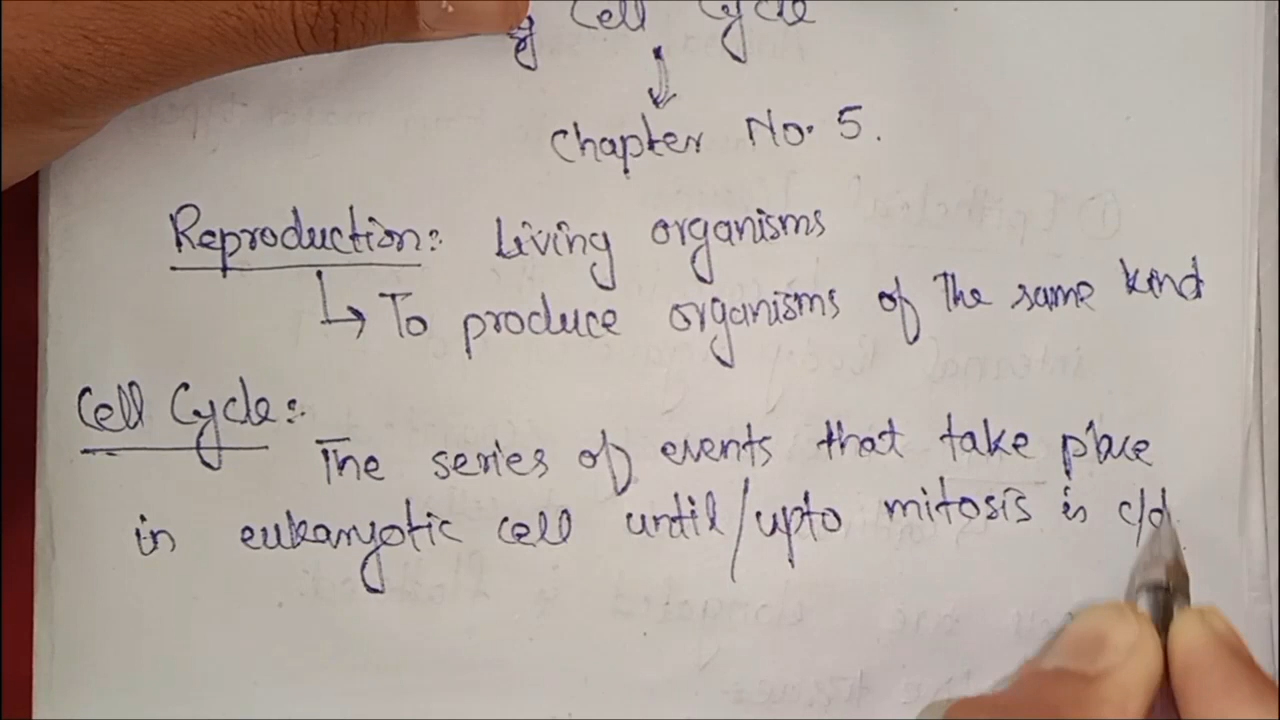 Cell Cycle
Chapter No. 5.
Reproduction: Living organisms
To produce organisms of the same kind
Cell Cycle:
The series of events that take place
in eukaryotic cell until/upto mitosis is c/d